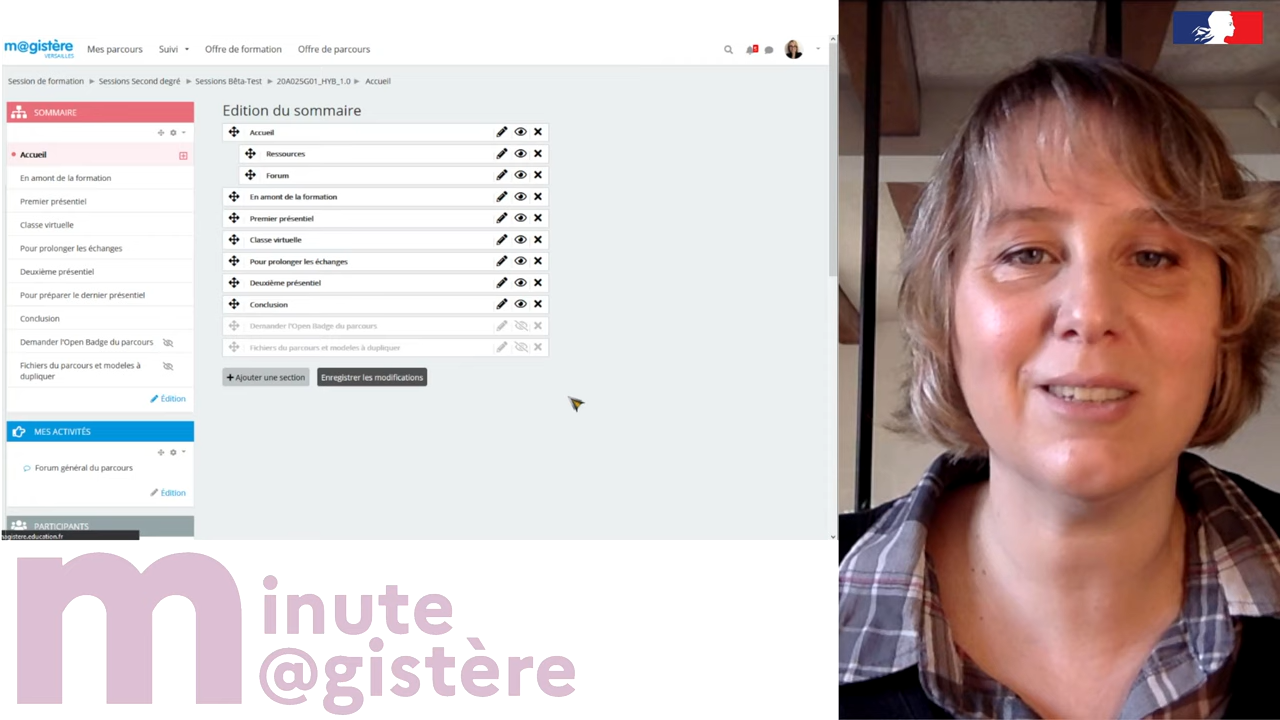 m@gistère
VERSAILLES
Mes parcours Suivi Offre de formation Offre de parcours
Session de formation Sessions Second degré Sessions Bêta-Test 20A025G01_HYB_1.0 Accueil
SOMMAIRE
Accueil
En amont de la formation
Premier présentiel
Classe virtuelle
Pour prolonger les échanges
Deuxième présentiel
Pour préparer le dernier présentiel
Conclusion
Demander l'Open Badge du parcours
Fichiers du parcours et modeles à
dupliquer
Édition
MES ACTIVITÉS
Forum général du parcours
Édition
PARTICIPANTS
magistere.education.fr
Edition du sommaire
Accueil
Ressources
Forum
En amont de la formation
Premier présentiel
Classe virtuelle
Pour prolonger les échanges
Deuxième présentiel
Conclusion
Demander l'Open Badge du parcours
Fichiers du parcours et modeles à dupliquer
Ajouter une section Enregistrer les modifications
minute
m@gistère